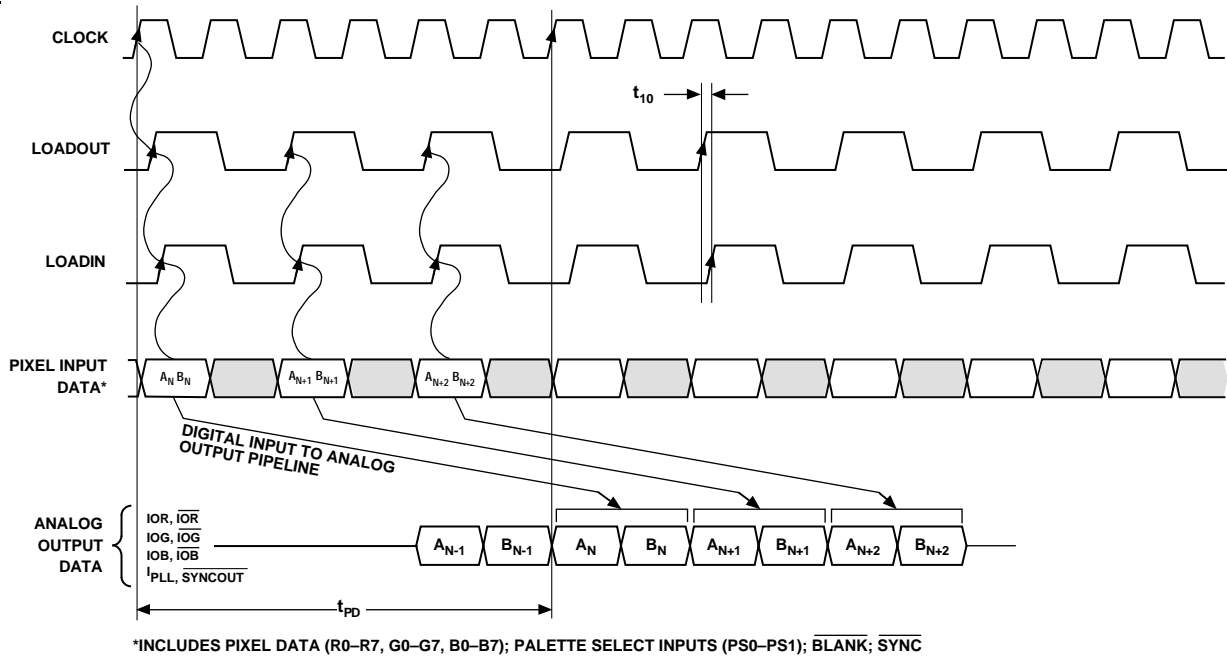 CLOCK
t10
LOADOUT
LOADIN
PIXEL INPUT
DATA*
AN BN
AN+1 BN+1
AN+2 BN+2
DIGITAL INPUT TO ANALOG
OUTPUT PIPELINE
ANALOG
OUTPUT
DATA
IOR, IOR
IOG, IOG
IOB, IOB
IPLL, SYNCOUT
AN-1
BN-1
AN
BN
AN+1
BN+1
AN+2
BN+2
tPD
*INCLUDES PIXEL DATA (R0–R7, G0–G7, B0–B7); PALETTE SELECT INPUTS (PS0–PS1); BLANK; SYNC